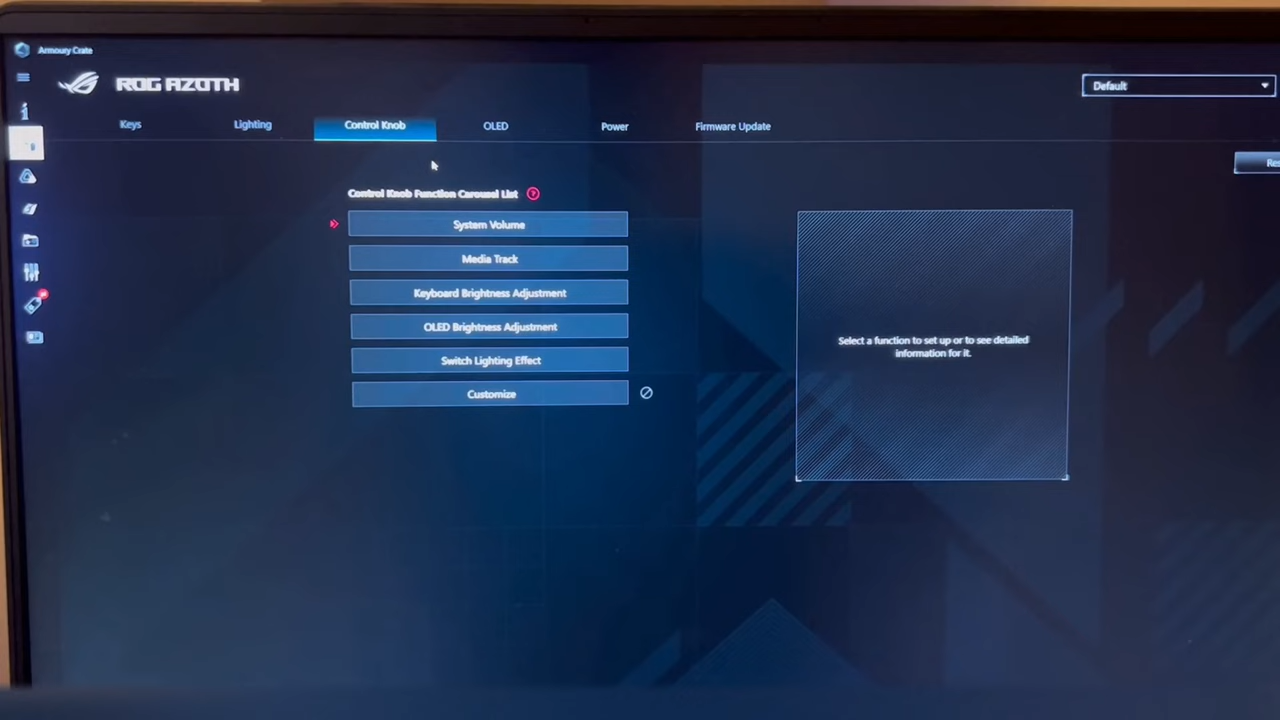 Armoury Crate
ROG AZOTH
Default
Keys
Lighting
Control Knob
OLED
Power
Firmware Update
Control Knob Function Carousel List ?
System Volume
Media Track
Keyboard Brightness Adjustment
OLED Brightness Adjustment
Switch Lighting Effect
Customize
Select a function to set up or to see detailed
information for it.